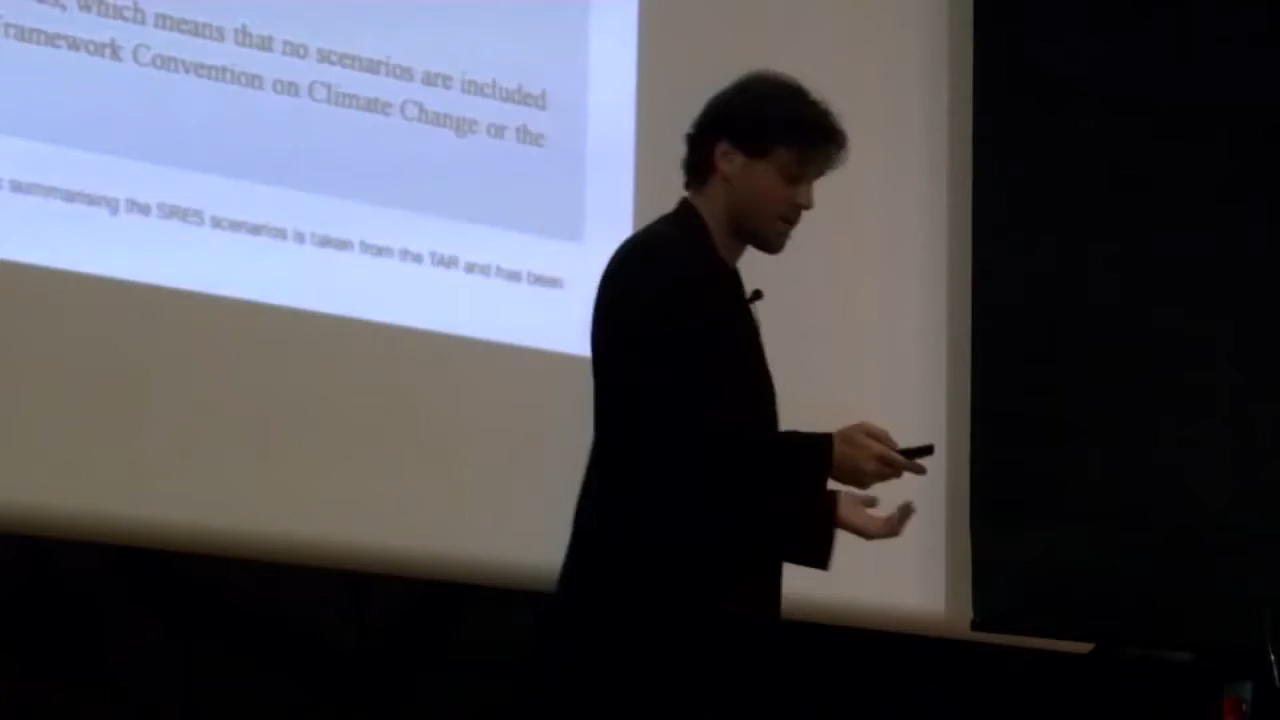 which means that no scenarios are included
Framework Convention on Climate Change or the
summarising the SRES scenarios is taken from the TAR and has been